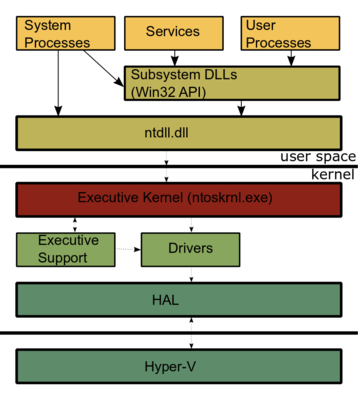 System
Processes
Services
User
Processes
Subsystem DLLs
(Win32 API)
ntdll.dll
user space
kernel
Executive Kernel (ntoskrnl.exe)
Executive
Support
Drivers
HAL
Hyper-V